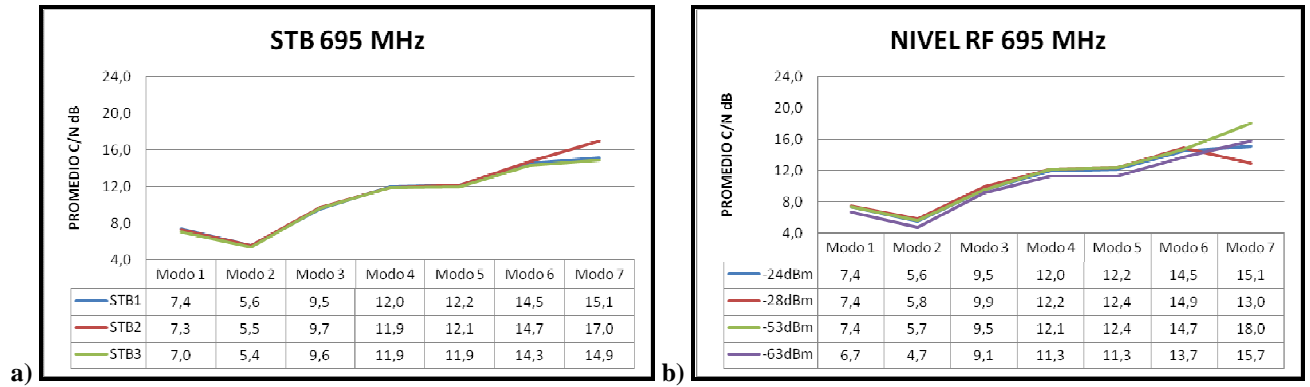 STB 695 MHz
PROMEDIO C/N dB
24,0
20,0
16,0
12,0
8,0
4,0
Modo 1 Modo 2 Modo 3 Modo 4 Modo 5 Modo 6 Modo 7
STB1 7,4 5,6 9,5 12,0 12,2 14,5 15,1
STB2 7,3 5,5 9,7 11,9 12,1 14,7 17,0
STB3 7,0 5,4 9,6 11,9 11,9 14,3 14,9
a)
NIVEL RF 695 MHz
PROMEDIO C/N dB
24,0
20,0
16,0
12,0
8,0
4,0
Modo 1 Modo 2 Modo 3 Modo 4 Modo 5 Modo 6 Modo 7
-24dBm 7,4 5,6 9,5 12,0 12,2 14,5 15,1
-28dBm 7,4 5,8 9,9 12,2 12,4 14,9 13,0
-53dBm 7,4 5,7 9,5 12,1 12,4 14,7 18,0
-63dBm 6,7 4,7 9,1 11,3 11,3 13,7 15,7
b)